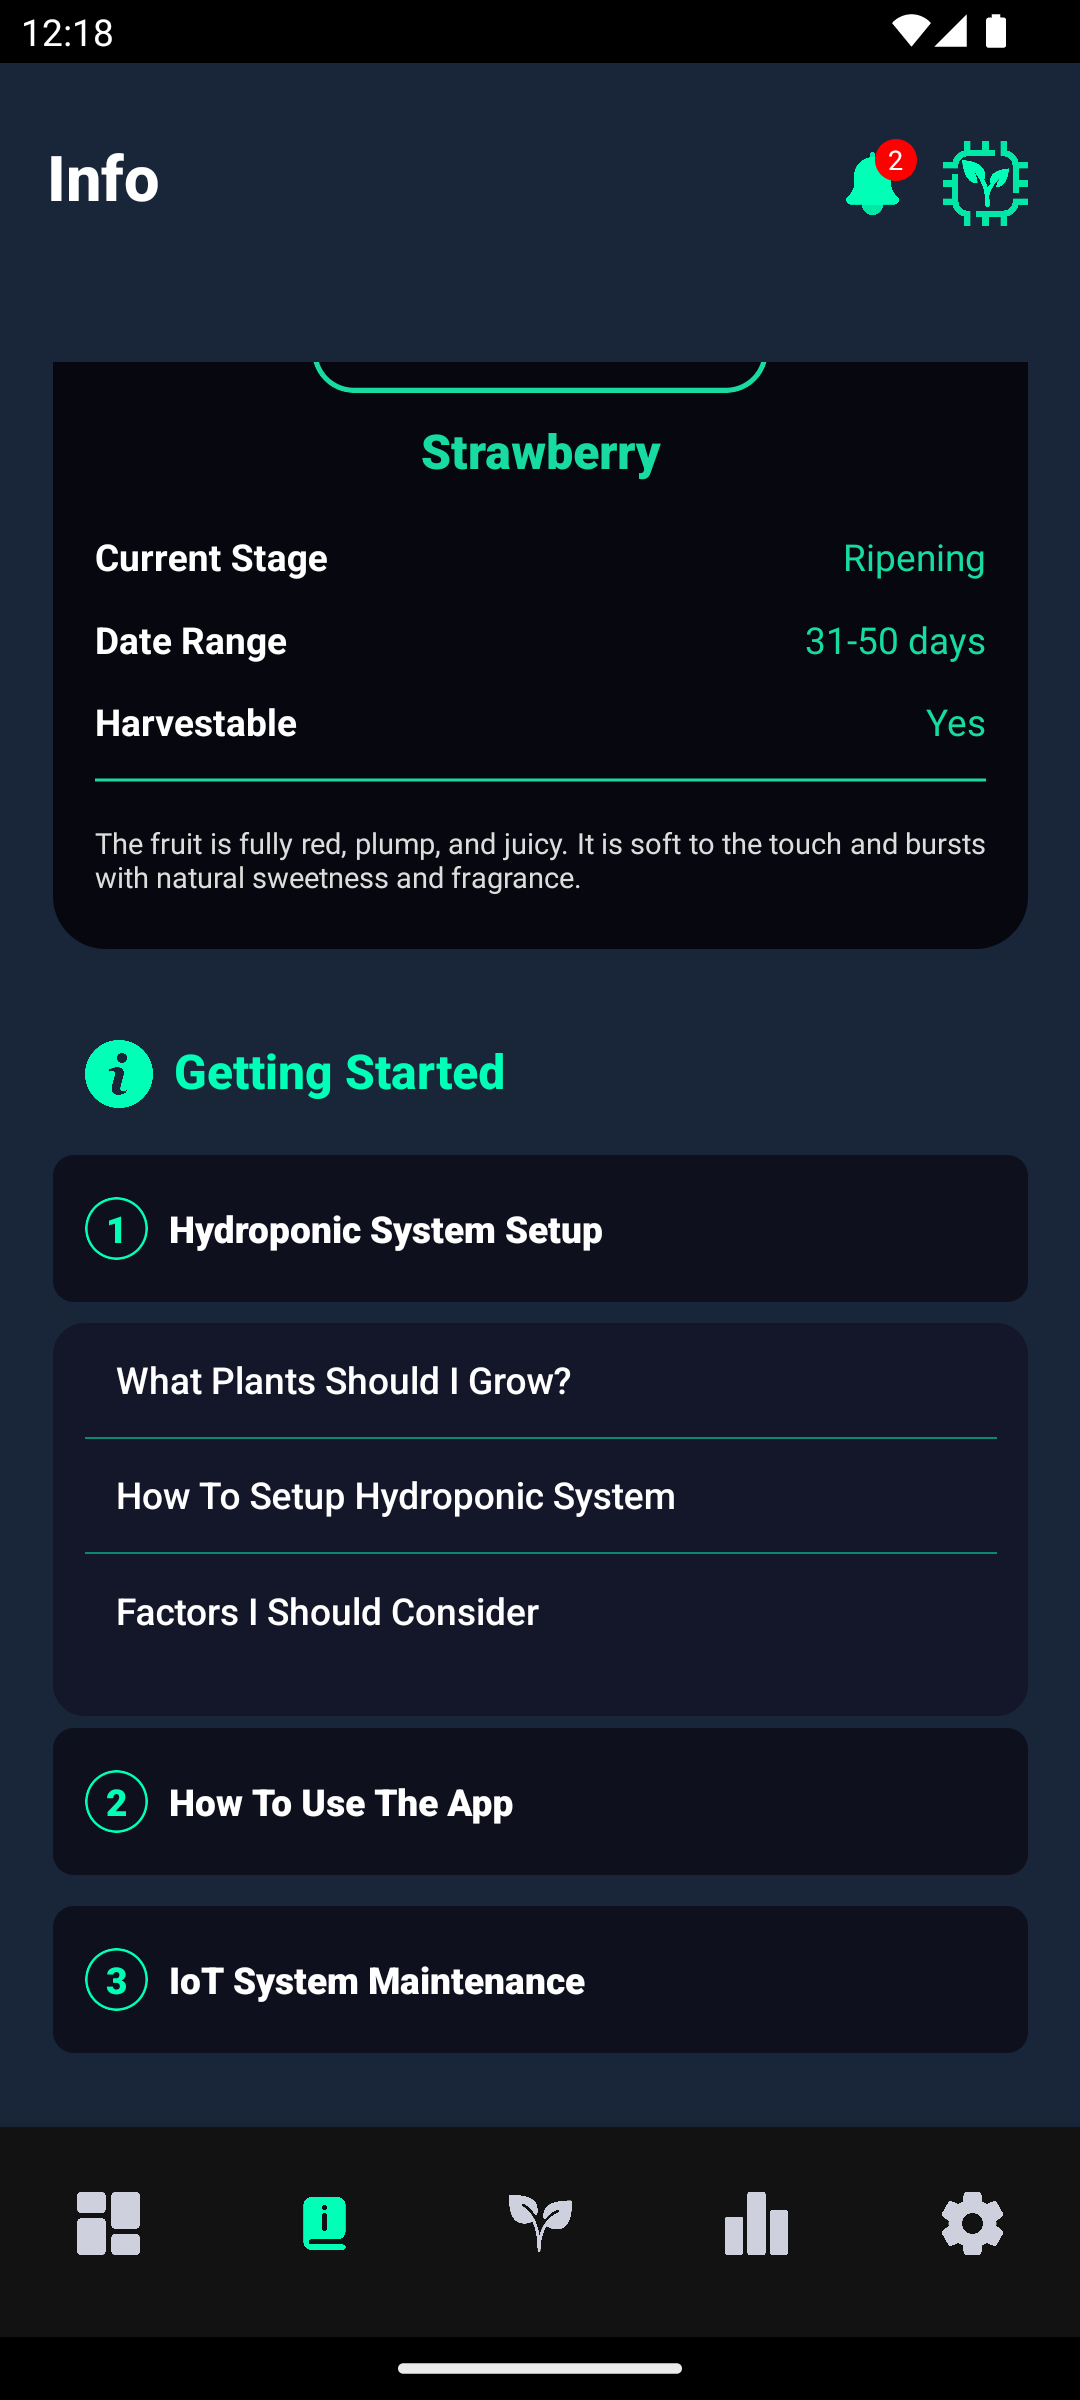 12:18
Info
2
Strawberry
Current Stage
Ripening
Date Range
31-50 days
Harvestable
Yes
The fruit is fully red, plump, and juicy. It is soft to the touch and bursts
with natural sweetness and fragrance.
Getting Started
1 Hydroponic System Setup
What Plants Should I Grow?
How To Setup Hydroponic System
Factors I Should Consider
2 How To Use The App
3 IoT System Maintenance